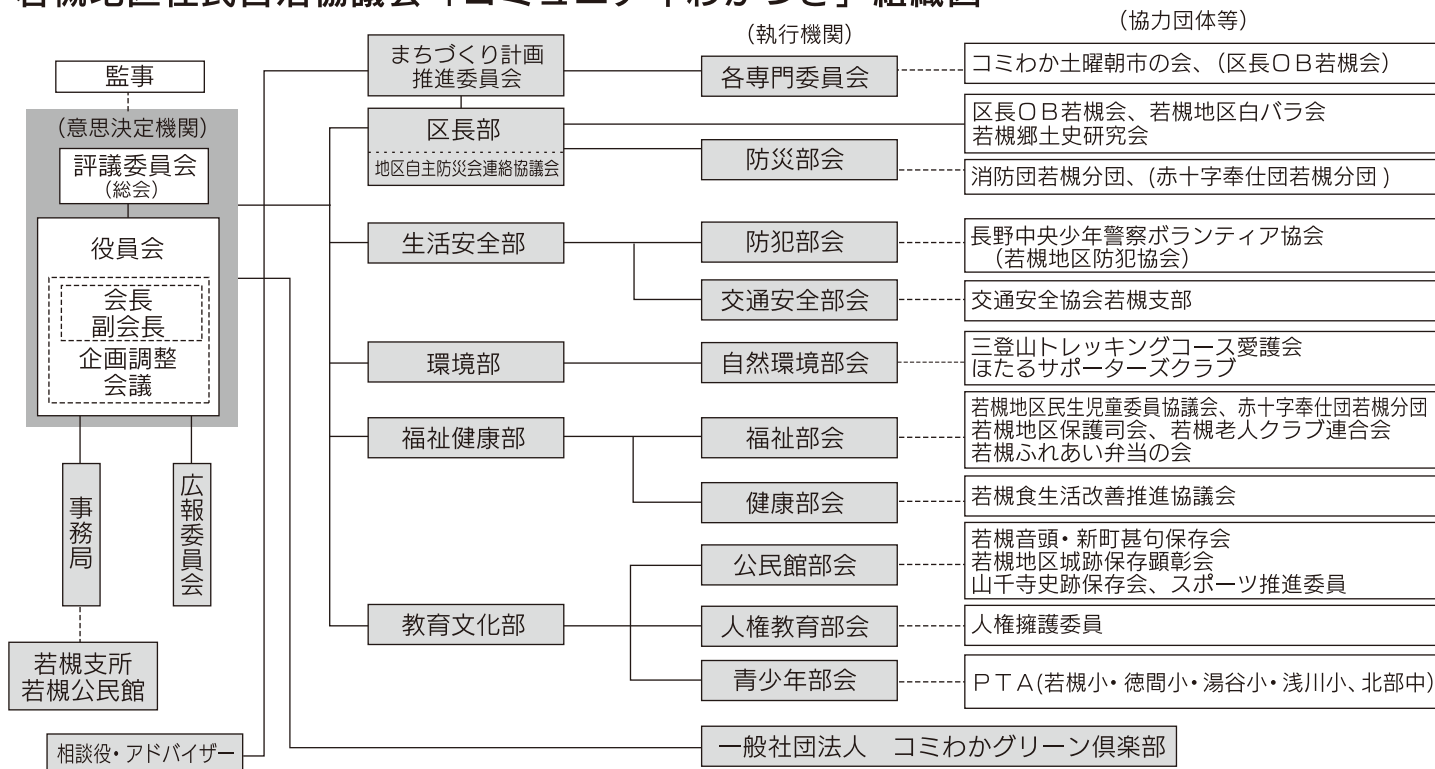 若槻地区住民自治協議会「コミュニティわかつき」組織図
(執行機関)
(協力団体等)
監事
(意思決定機関)
評議委員会
(総会)
役員会
会長
副会長
企画調整
会議
事務局
広報委員会
若槻支所
若槻公民館
相談役・アドバイザー
まちづくり計画
推進委員会
区長部
地区自主防災会連絡協議会
生活安全部
環境部
福祉健康部
教育文化部
各専門委員会
防災部会
防犯部会
交通安全部会
自然環境部会
福祉部会
健康部会
公民館部会
人権教育部会
青少年部会
一般社団法人　コミわかグリーン倶楽部
コミわか土曜朝市の会、(区長ＯＢ若槻会)
区長ＯＢ若槻会、若槻地区白バラ会
若槻郷土史研究会
消防団若槻分団、(赤十字奉仕団若槻分団)
長野中央少年警察ボランティア協会
(若槻地区防犯協会)
交通安全協会若槻支部
三登山トレッキングコース愛護会
ほたるサポーターズクラブ
若槻地区民生児童委員協議会、赤十字奉仕団若槻分団
若槻地区保護司会、若槻老人クラブ連合会
若槻ふれあい弁当の会
若槻食生活改善推進協議会
若槻音頭・新町甚句保存会
若槻地区城跡保存顕彰会
山千寺史跡保存会、スポーツ推進委員
人権擁護委員
ＰＴＡ(若槻小・徳間小・湯谷小・浅川小、北部中)